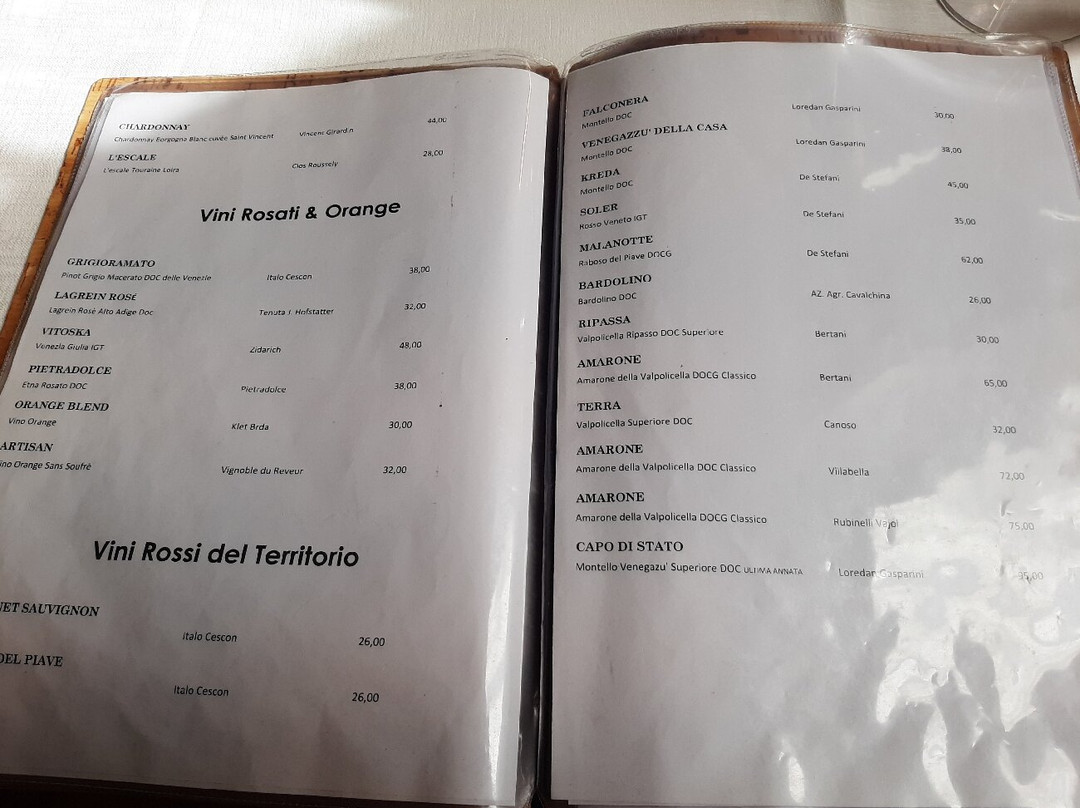 CHARDONNAY
Chardonnay Borgogna Blanc cuvée Saint Vincent Vincent Girardin 44,00
L'ESCALE
L'escale Touraine Loira Clos Roussely 28,00
Vini Rosati & Orange
GRIGIORAMATO
Pinot Grigio Macerato DOC delle Venezie Italo Cescon 38,00
LAGREIN ROSÉ
Lagrein Rosè Alto Adige Doc Tenuta J. Hofstatter 32,00
VITOSKA
Venezia Giulia IGT Zidarich 48,00
PIETRADOLCE
Etna Rosato DOC Pietradolce 38,00
ORANGE BLEND
Vino Orange Klet Brda 30,00
ARTISAN
ino Orange Sans Soufrè Vignoble du Reveur 32,00
Vini Rossi del Territorio
NET SAUVIGNON
Italo Cescon 26,00
DEL PIAVE
Italo Cescon 26,00
FALCONERA
Montello DOC Loredan Gasparini 30,00
VENEGAZZU' DELLA CASA
Montello DOC Loredan Gasparini 38,00
KREDA
Montello DOC De Stefani 45,00
SOLER
Rosso Veneto IGT De Stefani 35,00
MALANOTTE
Raboso del Piave DOCG De Stefani 62,00
BARDOLINO
Bardolino DOC AZ. Agr. Cavalchina 26,00
RIPASSA
Valpolicella Ripasso DOC Superiore Bertani 30,00
AMARONE
Amarone della Valpolicella DOCG Classico Bertani 65,00
TERRA
Valpolicella Superiore DOC Canoso 32,00
AMARONE
Amarone della Valpolicella DOC Classico Villabella 72,00
AMARONE
Amarone della Valpolicella DOCG Classico Rubinelli Vajol 75,00
CAPO DI STATO
Montello Venegazu' Superiore DOC ULTIMA ANNATA Loredan Gasparini